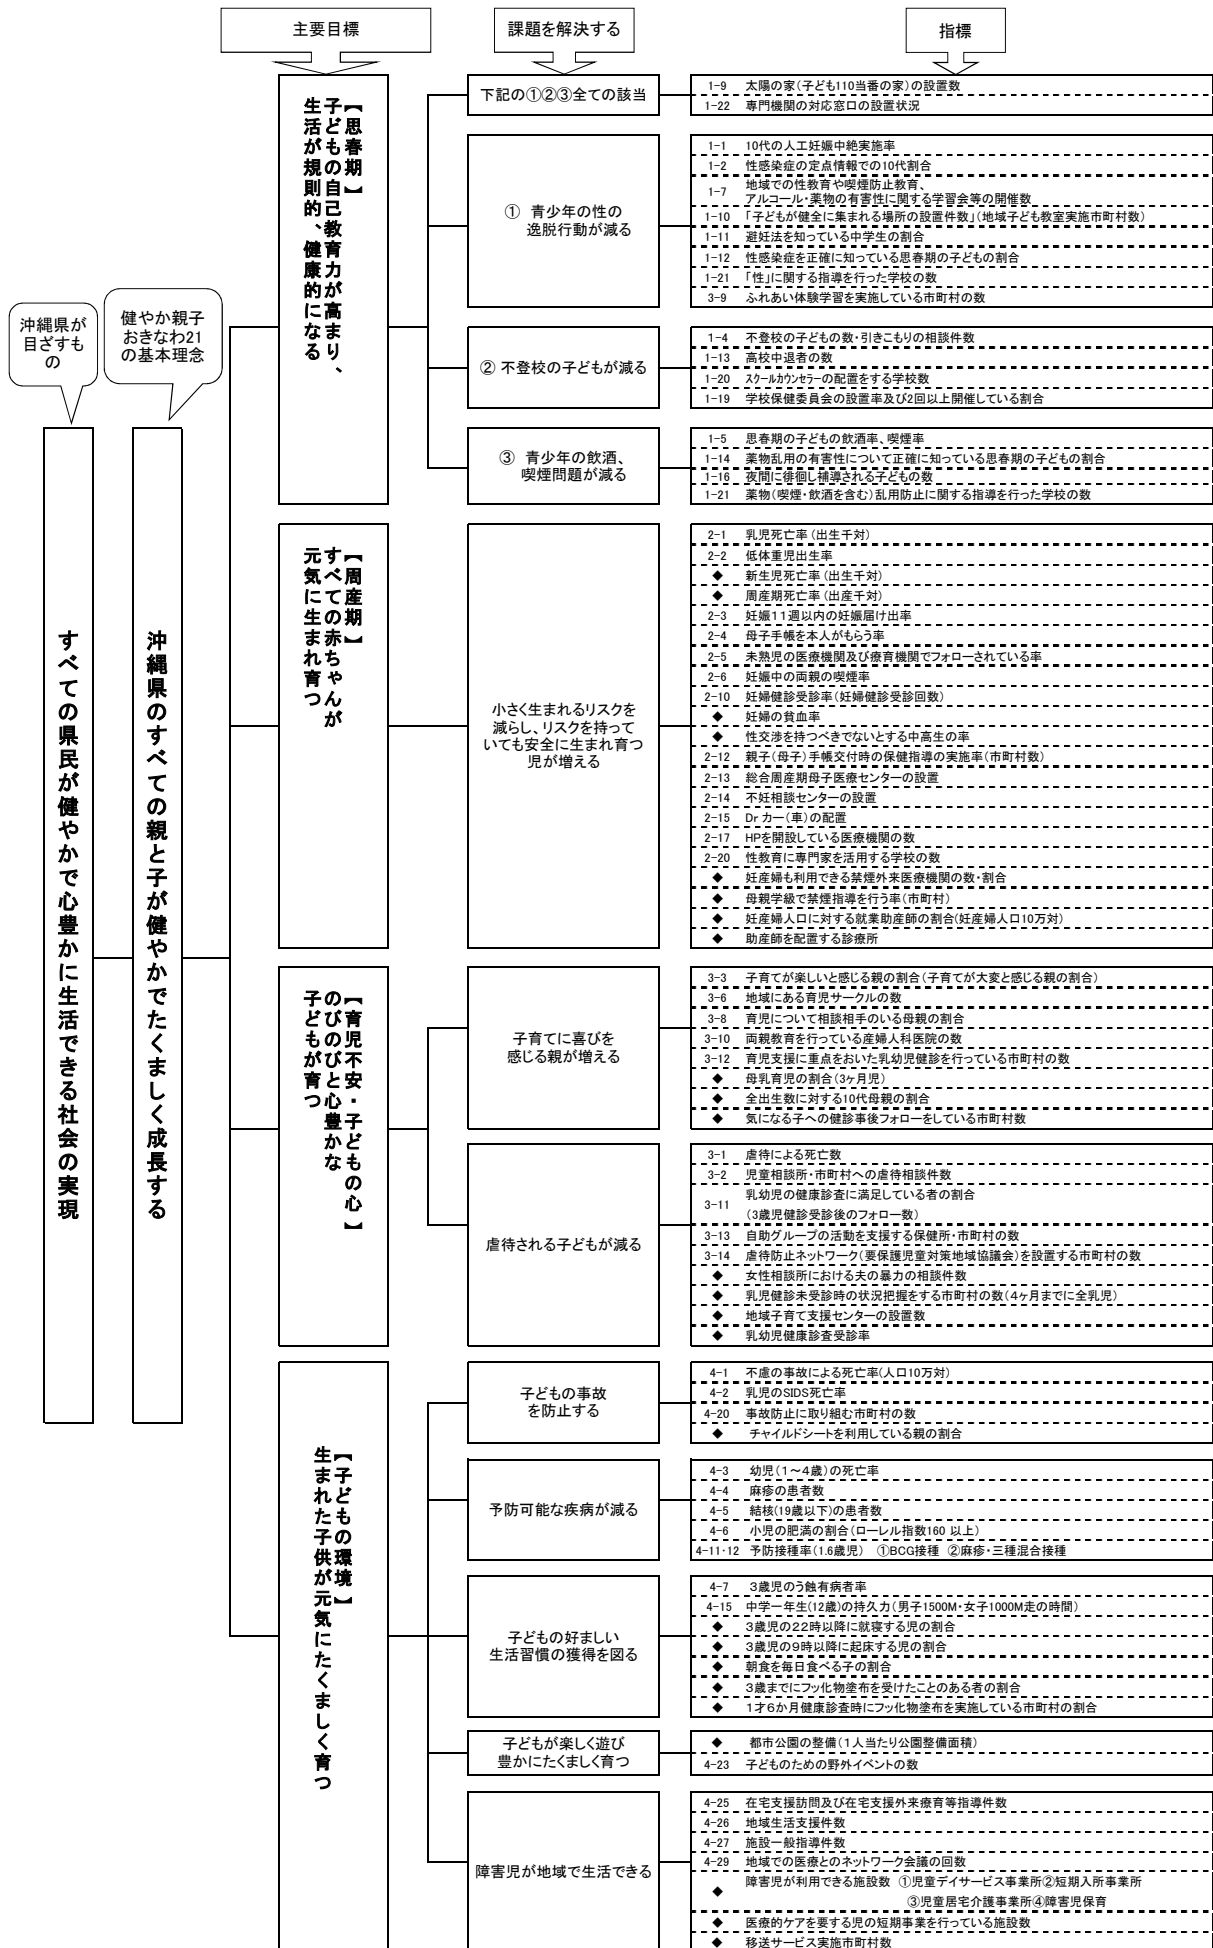 主要目標
課題を解決する
指標
沖縄県が
目ざすも
の
健やか親子
おきなわ21
の基本理念
すべての県民が健やかで心豊かに生活できる社会の実現
沖縄県のすべての親と子が健やかでたくましく成長する
【思春期】
子どもの自己教育力が高まり、
生活が規則的、健康的になる
下記の①②③全ての該当
1-9 太陽の家(子ども110当番の家)の設置数
1-22 専門機関の対応窓口の設置状況
① 青少年の性の
逸脱行動が減る
1-1 10代の人工妊娠中絶実施率
1-2 性感染症の定点情報での10代割合
1-7 地域での性教育や喫煙防止教育、
アルコール・薬物の有害性に関する学習会等の開催数
1-10 「子どもが健全に集まれる場所の設置件数」(地域子ども教室実施市町村数)
1-11 避妊法を知っている中学生の割合
1-12 性感染症を正確に知っている思春期の子どもの割合
1-21 「性」に関する指導を行った学校の数
3-9 ふれあい体験学習を実施している市町村の数
② 不登校の子どもが減る
1-4 不登校の子どもの数・引きこもりの相談件数
1-13 高校中退者の数
1-20 スクールカウンセラーの配置をする学校数
1-19 学校保健委員会の設置率及び2回以上開催している割合
③ 青少年の飲酒、
喫煙問題が減る
1-5 思春期の子どもの飲酒率、喫煙率
1-14 薬物乱用の有害性について正確に知っている思春期の子どもの割合
1-16 夜間に徘徊し補導される子どもの数
1-21 薬物(喫煙・飲酒を含む)乱用防止に関する指導を行った学校の数
【周産期】
すべての赤ちゃんが
元気に生まれ育つ
小さく生まれるリスクを
減らし、リスクを持って
いても安全に生まれ育つ
児が増える
2-1 乳児死亡率(出生千対)
2-2 低体重児出生率
◆ 新生児死亡率(出生千対)
◆ 周産期死亡率(出産千対)
2-3 妊娠11週以内の妊娠届け出率
2-4 母子手帳を本人がもらう率
2-5 未熟児の医療機関及び療育機関でフォローされている率
2-6 妊娠中の両親の喫煙率
2-10 妊婦健診受診率(妊婦健診受診回数)
◆ 妊婦の貧血率
◆ 性交渉を持つべきでないとする中高生の率
2-12 親子(母子)手帳交付時の保健指導の実施率(市町村数)
2-13 総合周産期母子医療センターの設置
2-14 不妊相談センターの設置
2-15 Dr カー(車)の配置
2-17 HPを開設している医療機関の数
2-20 性教育に専門家を活用する学校の数
◆ 妊産婦も利用できる禁煙外来医療機関の数・割合
◆ 母親学級で禁煙指導を行う率(市町村)
◆ 妊産婦人口に対する就業助産師の割合(妊産婦人口10万対)
◆ 助産師を配置する診療所
【育児不安・子どもの心】
のびのびと心豊かな
子どもが育つ
子育てに喜びを
感じる親が増える
3-3 子育てが楽しいと感じる親の割合(子育てが大変と感じる親の割合)
3-6 地域にある育児サークルの数
3-8 育児について相談相手のいる母親の割合
3-10 両親教育を行っている産婦人科医院の数
3-12 育児支援に重点をおいた乳幼児健診を行っている市町村の数
◆ 母乳育児の割合(3ヶ月児)
◆ 全出生数に対する10代母親の割合
◆ 気になる子への健診事後フォローをしている市町村数
虐待される子どもが減る
3-1 虐待による死亡数
3-2 児童相談所・市町村への虐待相談件数
3-11 乳幼児の健康診査に満足している者の割合
(3歳児健診受診後のフォロー数)
3-13 自助グループの活動を支援する保健所・市町村の数
3-14 虐待防止ネットワーク(要保護児童対策地域協議会)を設置する市町村の数
◆ 女性相談所における夫の暴力の相談件数
◆ 乳児健診未受診時の状況把握をする市町村の数(4ヶ月までに全乳児)
◆ 地域子育て支援センターの設置数
◆ 乳幼児健康診査受診率
【子どもの環境】
生まれた子供が元気にたくましく育つ
子どもの事故
を防止する
4-1 不慮の事故による死亡率(人口10万対)
4-2 乳児のSIDS死亡率
4-20 事故防止に取り組む市町村の数
◆ チャイルドシートを利用している親の割合
予防可能な疾病が減る
4-3 幼児(1～4歳)の死亡率
4-4 麻疹の患者数
4-5 結核(19歳以下)の患者数
4-6 小児の肥満の割合(ローレル指数160 以上)
4-11・12 予防接種率(1.6歳児) ①BCG接種 ②麻疹・三種混合接種
子どもの好ましい
生活習慣の獲得を図る
4-7 3歳児のう蝕有病者率
4-15 中学一年生(12歳)の持久力(男子1500M・女子1000M走の時間)
◆ 3歳児の22時以降に就寝する児の割合
◆ 3歳児の9時以降に起床する児の割合
◆ 朝食を毎日食べる子の割合
◆ 3歳までにフッ化物塗布を受けたことのある者の割合
◆ 1才6か月健康診査時にフッ化物塗布を実施している市町村の割合
子どもが楽しく遊び
豊かにたくましく育つ
◆ 都市公園の整備(1人当たり公園整備面積)
4-23 子どものための野外イベントの数
障害児が地域で生活できる
4-25 在宅支援訪問及び在宅支援外来療育等指導件数
4-26 地域生活支援件数
4-27 施設一般指導件数
4-29 地域での医療とのネットワーク会議の回数
◆ 障害児が利用できる施設数 ①児童デイサービス事業所②短期入所事業所
③児童居宅介護事業所④障害児保育
◆ 医療的ケアを要する児の短期事業を行っている施設数
◆ 移送サービス実施市町村数